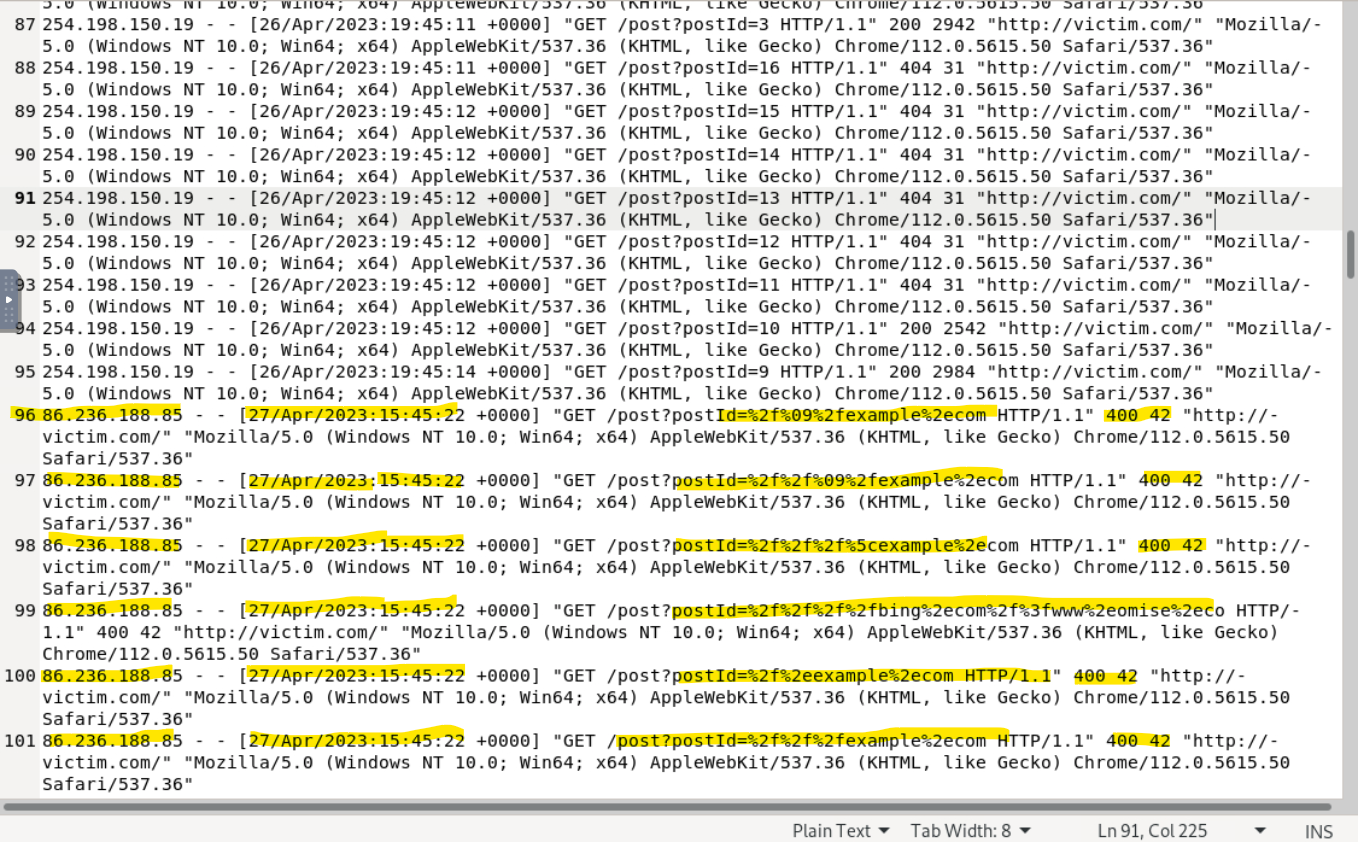 5.0 (Windows NT 10.0; Win64; x64) AppleWebKit/537.36 (KHTML, like Gecko) Chrome/112.0.5615.50 Safari/537.36"
87 254.198.150.19 - - [26/Apr/2023:19:45:11 +0000] "GET /post?postId=3 HTTP/1.1" 200 2942 "http://victim.com/" "Mozilla/-
5.0 (Windows NT 10.0; Win64; x64) AppleWebKit/537.36 (KHTML, like Gecko) Chrome/112.0.5615.50 Safari/537.36"
88 254.198.150.19 - - [26/Apr/2023:19:45:11 +0000] "GET /post?postId=16 HTTP/1.1" 404 31 "http://victim.com/" "Mozilla/-
5.0 (Windows NT 10.0; Win64; x64) AppleWebKit/537.36 (KHTML, like Gecko) Chrome/112.0.5615.50 Safari/537.36"
89 254.198.150.19 - - [26/Apr/2023:19:45:12 +0000] "GET /post?postId=15 HTTP/1.1" 404 31 "http://victim.com/" "Mozilla/-
5.0 (Windows NT 10.0; Win64; x64) AppleWebKit/537.36 (KHTML, like Gecko) Chrome/112.0.5615.50 Safari/537.36"
90 254.198.150.19 - - [26/Apr/2023:19:45:12 +0000] "GET /post?postId=14 HTTP/1.1" 404 31 "http://victim.com/" "Mozilla/-
5.0 (Windows NT 10.0; Win64; x64) AppleWebKit/537.36 (KHTML, like Gecko) Chrome/112.0.5615.50 Safari/537.36"
91 254.198.150.19 - - [26/Apr/2023:19:45:12 +0000] "GET /post?postId=13 HTTP/1.1" 404 31 "http://victim.com/" "Mozilla/-
5.0 (Windows NT 10.0; Win64; x64) AppleWebKit/537.36 (KHTML, like Gecko) Chrome/112.0.5615.50 Safari/537.36"
92 254.198.150.19 - - [26/Apr/2023:19:45:12 +0000] "GET /post?postId=12 HTTP/1.1" 404 31 "http://victim.com/" "Mozilla/-
5.0 (Windows NT 10.0; Win64; x64) AppleWebKit/537.36 (KHTML, like Gecko) Chrome/112.0.5615.50 Safari/537.36"
93 254.198.150.19 - - [26/Apr/2023:19:45:12 +0000] "GET /post?postId=11 HTTP/1.1" 404 31 "http://victim.com/" "Mozilla/-
5.0 (Windows NT 10.0; Win64; x64) AppleWebKit/537.36 (KHTML, like Gecko) Chrome/112.0.5615.50 Safari/537.36"
94 254.198.150.19 - - [26/Apr/2023:19:45:12 +0000] "GET /post?postId=10 HTTP/1.1" 200 2542 "http://victim.com/" "Mozilla/-
5.0 (Windows NT 10.0; Win64; x64) AppleWebKit/537.36 (KHTML, like Gecko) Chrome/112.0.5615.50 Safari/537.36"
95 254.198.150.19 - - [26/Apr/2023:19:45:14 +0000] "GET /post?postId=9 HTTP/1.1" 200 2984 "http://victim.com/" "Mozilla/-
5.0 (Windows NT 10.0; Win64; x64) AppleWebKit/537.36 (KHTML, like Gecko) Chrome/112.0.5615.50 Safari/537.36"
96 86.236.188.85 - - [27/Apr/2023:15:45:22 +0000] "GET /post?postId=%2f%09%2fexample%2ecom HTTP/1.1" 400 42 "http://-
victim.com/" "Mozilla/5.0 (Windows NT 10.0; Win64; x64) AppleWebKit/537.36 (KHTML, like Gecko) Chrome/112.0.5615.50
Safari/537.36"
97 86.236.188.85 - - [27/Apr/2023:15:45:22 +0000] "GET /post?postId=%2f%2f%09%2fexample%2ecom HTTP/1.1" 400 42 "http://-
victim.com/" "Mozilla/5.0 (Windows NT 10.0; Win64; x64) AppleWebKit/537.36 (KHTML, like Gecko) Chrome/112.0.5615.50
Safari/537.36"
98 86.236.188.85 - - [27/Apr/2023:15:45:22 +0000] "GET /post?postId=%2f%2f%2f%5cexample%2ecom HTTP/1.1" 400 42 "http://-
victim.com/" "Mozilla/5.0 (Windows NT 10.0; Win64; x64) AppleWebKit/537.36 (KHTML, like Gecko) Chrome/112.0.5615.50
Safari/537.36"
99 86.236.188.85 - - [27/Apr/2023:15:45:22 +0000] "GET /post?postId=%2f%2f%2f%2fbing%2ecom%2f%3fwww%2eomise%2eco HTTP/-
1.1" 400 42 "http://victim.com/" "Mozilla/5.0 (Windows NT 10.0; Win64; x64) AppleWebKit/537.36 (KHTML, like Gecko)
Chrome/112.0.5615.50 Safari/537.36"
100 86.236.188.85 - - [27/Apr/2023:15:45:22 +0000] "GET /post?postId=%2f%2eexample%2ecom HTTP/1.1" 400 42 "http://-
victim.com/" "Mozilla/5.0 (Windows NT 10.0; Win64; x64) AppleWebKit/537.36 (KHTML, like Gecko) Chrome/112.0.5615.50
Safari/537.36"
101 86.236.188.85 - - [27/Apr/2023:15:45:22 +0000] "GET /post?postId=%2f%2f%2fexample%2ecom HTTP/1.1" 400 42 "http://-
victim.com/" "Mozilla/5.0 (Windows NT 10.0; Win64; x64) AppleWebKit/537.36 (KHTML, like Gecko) Chrome/112.0.5615.50
Safari/537.36"
Plain Text Tab Width: 8 Ln 91, Col 225 INS